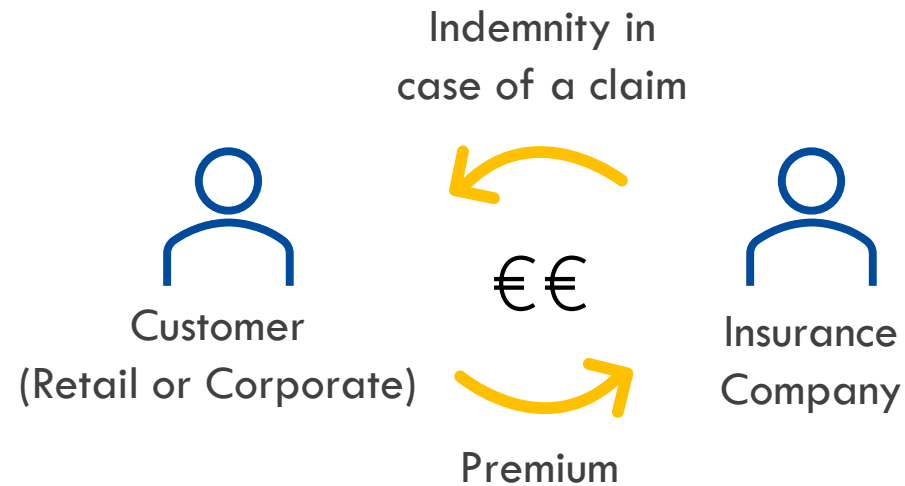 Indemnity in
case of a claim
€€
Customer
(Retail or Corporate)
Insurance
Company
Premium